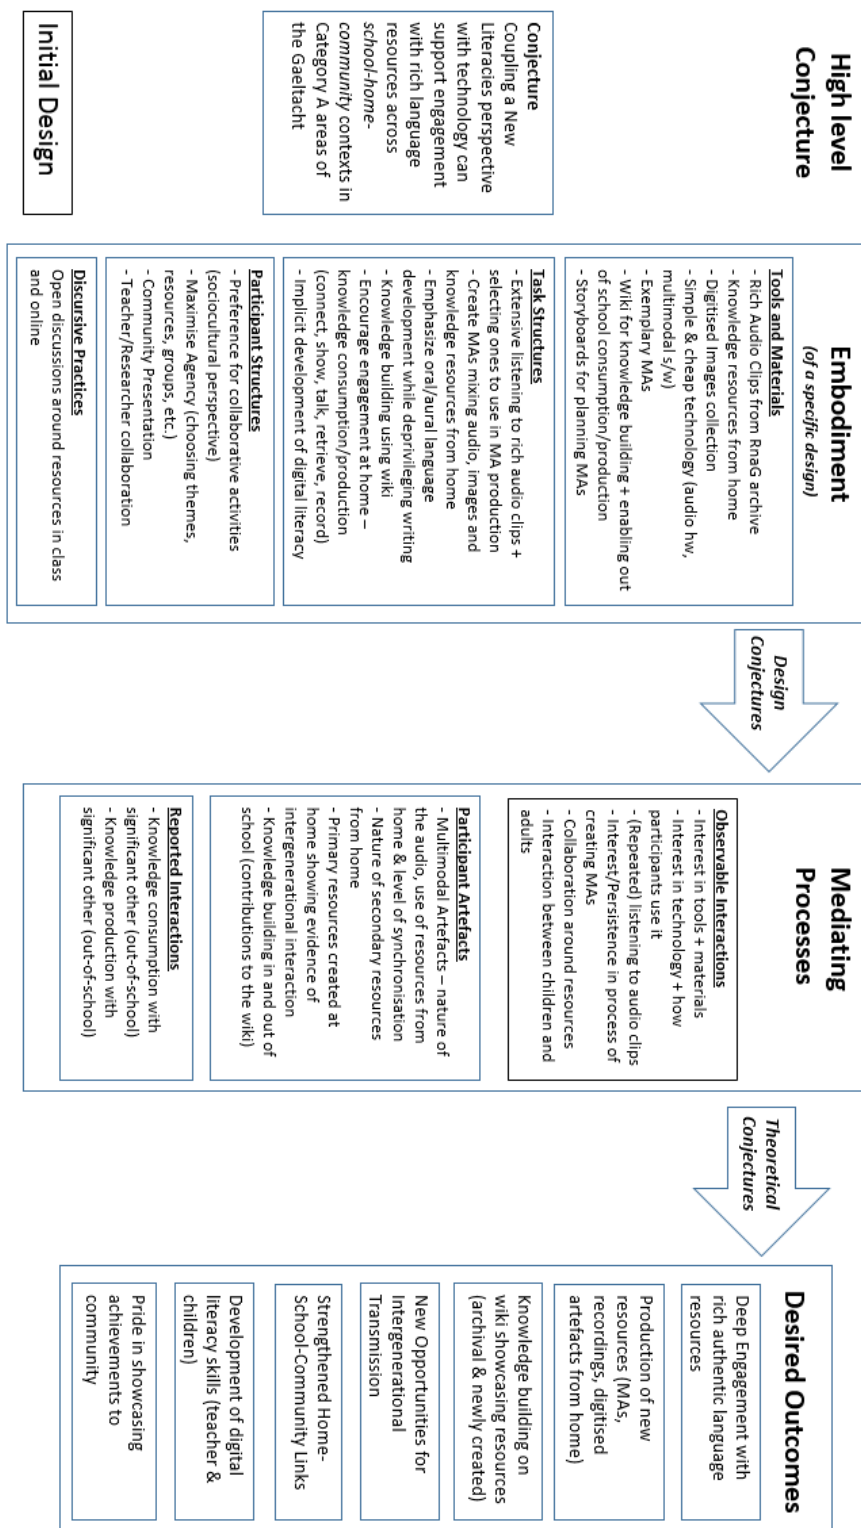 High level
Conjecture
Conjecture
Coupling a New
Literacies perspective
with technology can
support engagement
with rich language
resources across
school-home-
community contexts in
Category A areas of
the Gaeltacht
Initial Design
Embodiment
(of a specific design)
Tools and Materials
- Rich Audio Clips from RnaG archive
- Knowledge resources from home
- Digitised Images collection
- Simple & cheap technology (audio hw,
multimodal s/w)
- Exemplary MAs
- Wiki for knowledge building + enabling out
of school consumption/production
- Storyboards for planning MAs
Task Structures
- Extensive listening to rich audio clips +
selecting ones to use in MA production
- Create MAs mixing audio, images and
knowledge resources from home
- Emphasize oral/aural language
development while deprivileging writing
- Knowledge building using wiki
- Encourage engagement at home –
knowledge consumption/production
(connect, show, talk, retrieve, record)
- Implicit development of digital literacy
Participant Structures
- Preference for collaborative activities
(sociocultural perspective)
- Maximise Agency (choosing themes,
resources, groups, etc.)
- Community Presentation
- Teacher/Researcher collaboration
Discursive Practices
Open discussions around resources in class
and online
Design
Conjectures
Mediating
Processes
Observable Interactions
- Interest in tools + materials
- Interest in technology + how
participants use it
- (Repeated) listening to audio clips
- Interest/Persistence in process of
creating MAs
- Collaboration around resources
- Interaction between children and
adults
Participant Artefacts
- Multimodal Artefacts – nature of
the audio, use of resources from
home & level of synchronisation
- Nature of secondary resources
from home
- Primary resources created at
home showing evidence of
intergenerational interaction
- Knowledge building in and out of
school (contributions to the wiki)
Reported Interactions
- Knowledge consumption with
significant other (out-of-school)
- Knowledge production with
significant other (out-of-school)
Theoretical
Conjectures
Desired Outcomes
Deep Engagement with
rich authentic language
resources
Production of new
resources (MAs,
recordings, digitised
artefacts from home)
Knowledge building on
wiki showcasing resources
(archival & newly created)
New Opportunities for
Intergenerational
Transmission
Strengthened Home-
School-Community Links
Development of digital
literacy skills (teacher &
children)
Pride in showcasing
achievements to
community